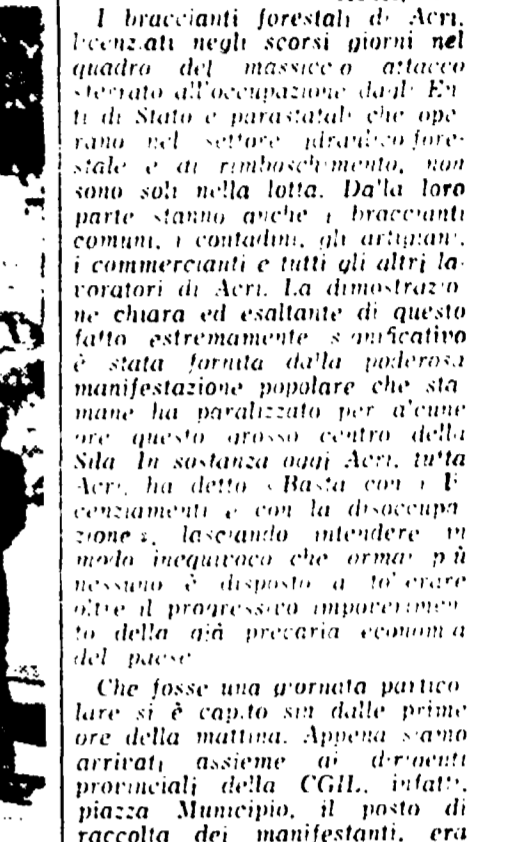 I braccianti forestali di Acri,
licenziati negli scorsi giorni nel
quadro del massiccio attacco
sferrato all'occupazione dagli En-
ti di Stato e parastatali che ope-
rano nel settore idraulico fore-
stale e di rimboschimento, non
sono soli nella lotta. Dalla loro
parte stanno anche i braccianti
comuni, i contadini, gli artigiani,
i commercianti e tutti gli altri la-
voratori di Acri. La dimostrazio-
ne chiara ed esaltante di questo
fatto estremamente significativo
è stata fornita dalla poderosa
manifestazione popolare che sta-
mane ha paralizzato per alcune
ore questo grosso centro della
Sila. In sostanza oggi Acri, tutta
Acri, ha detto « Basta con i li-
cenziamenti e con la disoccupa-
zione », lasciando intendere in
modo inequivoco che ormai più
nessuno è disposto a tollerare
oltre il progressivo impoverimen-
to della già precaria economia
del paese
Che fosse una giornata partico-
lare si è capito sin dalle prime
ore della mattina. Appena siamo
arrivati assieme ai dirigenti
provinciali della CGIL, infatti,
piazza Municipio, il posto di
raccolta dei manifestanti, era